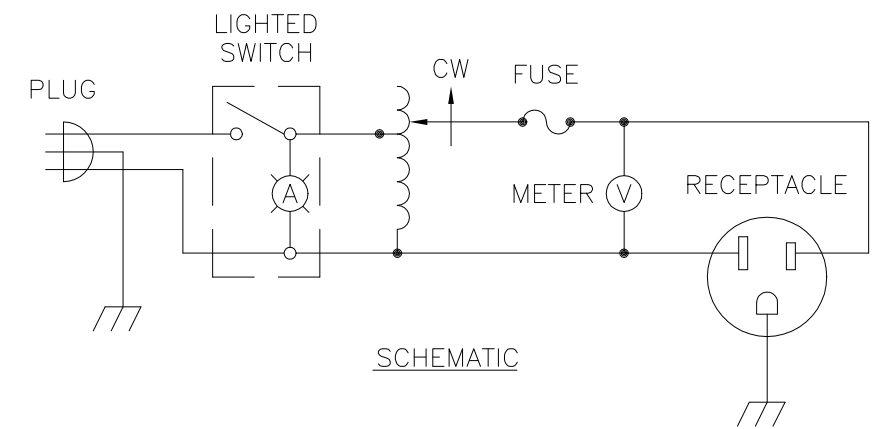 LIGHTED
SWITCH
PLUG
CW
FUSE
A
METER
V
RECEPTACLE
SCHEMATIC